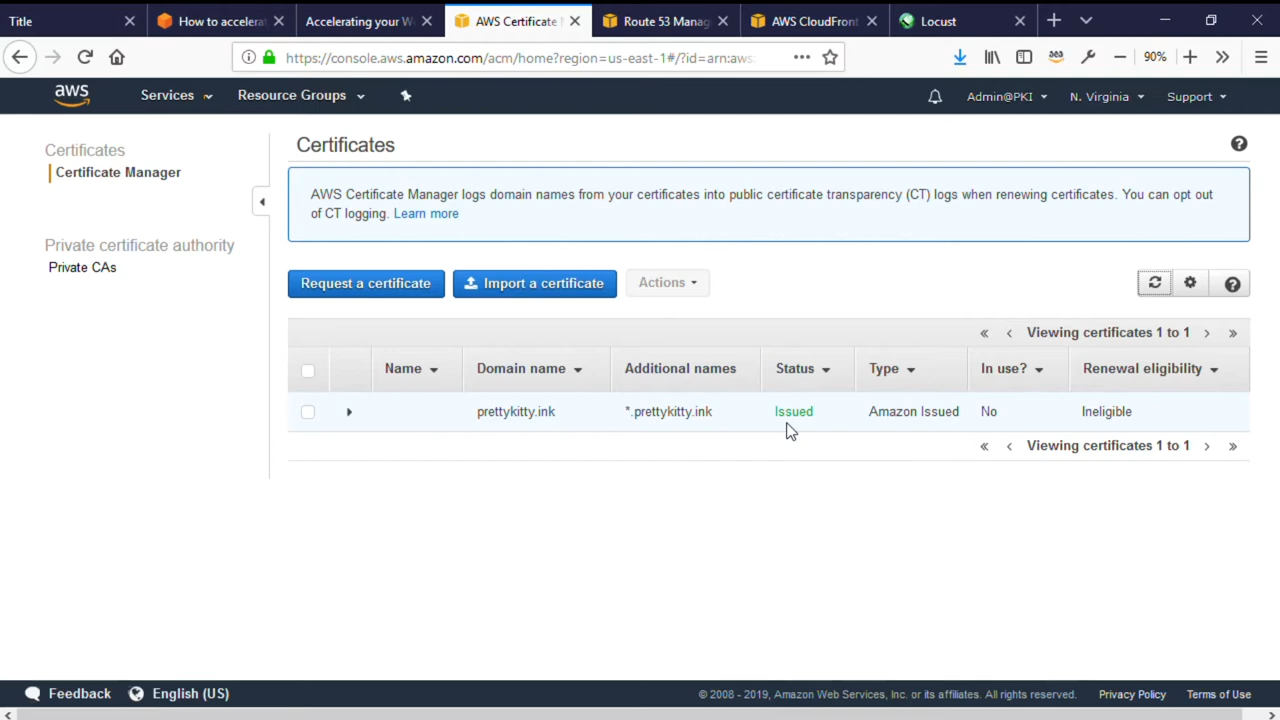 Title
How to accelerat
Accelerating your W
AWS Certificate M
Route 53 Manag
AWS CloudFront
Locust
https://console.aws.amazon.com/acm/home?region=us-east-1#/?id=arn:aws:
90%
aws
Services
Resource Groups
Admin@PKI
N. Virginia
Support
Certificates
Certificate Manager
Private certificate authority
Private CAs
Certificates
AWS Certificate Manager logs domain names from your certificates into public certificate transparency (CT) logs when renewing certificates. You can opt out
of CT logging. Learn more
Request a certificate
Import a certificate
Actions
« < Viewing certificates 1 to 1 > »
Name Domain name Additional names Status Type In use? Renewal eligibility
prettykitty.ink *.prettykitty.ink Issued Amazon Issued No Ineligible
« < Viewing certificates 1 to 1 > »
Feedback
English (US)
© 2008 - 2019, Amazon Web Services, Inc. or its affiliates. All rights reserved.
Privacy Policy
Terms of Use